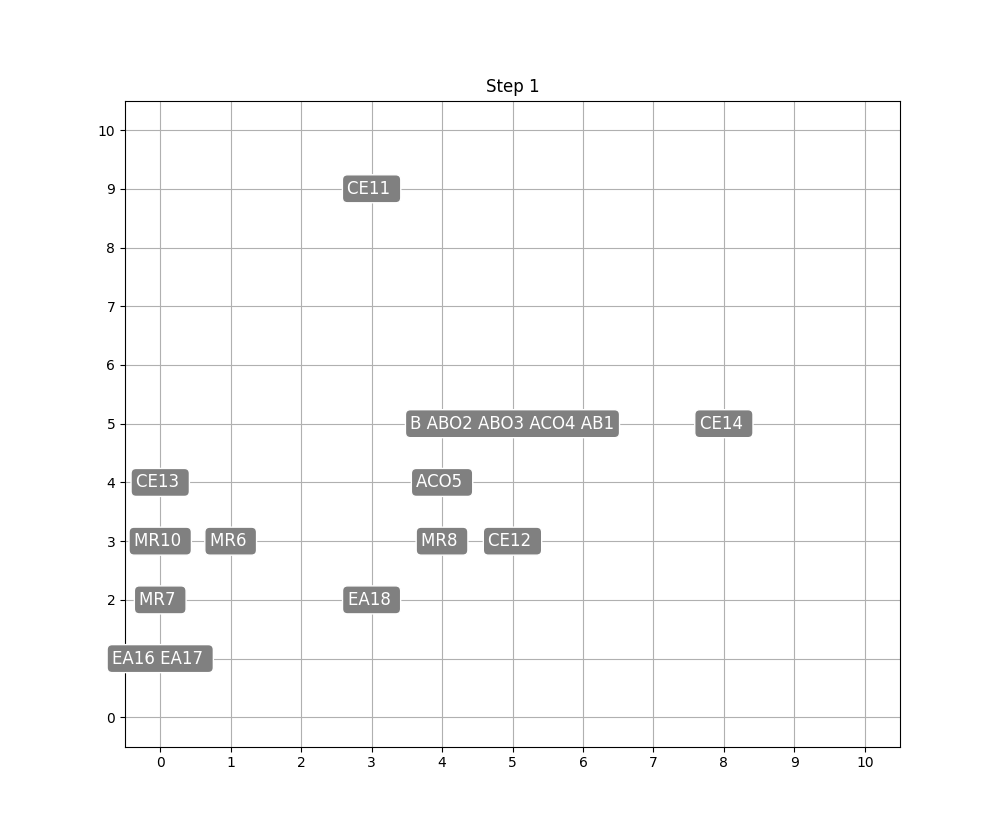 Step 1
10
9
CE11
8
7
6
5
B ABO2 ABO3 ACO4 AB1
CE14
4
CE13
ACO5
3
MR10
MR6
MR8
CE12
2
MR7
EA18
1
EA16 EA17
0
0 1 2 3 4 5 6 7 8 9 10